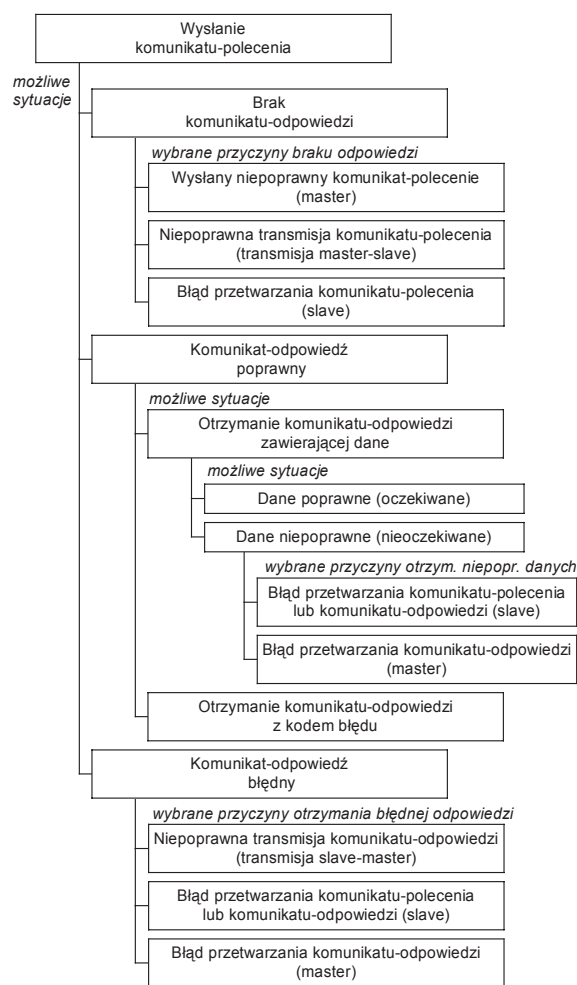 Wysłanie
komunikatu-polecenia
możliwe
sytuacje
Brak
komunikatu-odpowiedzi
wybrane przyczyny braku odpowiedzi
Wysłany niepoprawny komunikat-polecenie
(master)
Niepoprawna transmisja komunikatu-polecenia
(transmisja master-slave)
Błąd przetwarzania komunikatu-polecenia
(slave)
Komunikat-odpowiedź
poprawny
możliwe sytuacje
Otrzymanie komunikatu-odpowiedzi
zawierającej dane
możliwe sytuacje
Dane poprawne (oczekiwane)
Dane niepoprawne (nieoczekiwane)
wybrane przyczyny otrzym. niepopr. danych
Błąd przetwarzania komunikatu-polecenia
lub komunikatu-odpowiedzi (slave)
Błąd przetwarzania komunikatu-odpowiedzi
(master)
Otrzymanie komunikatu-odpowiedzi
z kodem błędu
Komunikat-odpowiedź
błędny
wybrane przyczyny otrzymania błędnej odpowiedzi
Niepoprawna transmisja komunikatu-odpowiedzi
(transmisja slave-master)
Błąd przetwarzania komunikatu-polecenia
lub komunikatu-odpowiedzi (slave)
Błąd przetwarzania komunikatu-odpowiedzi
(master)